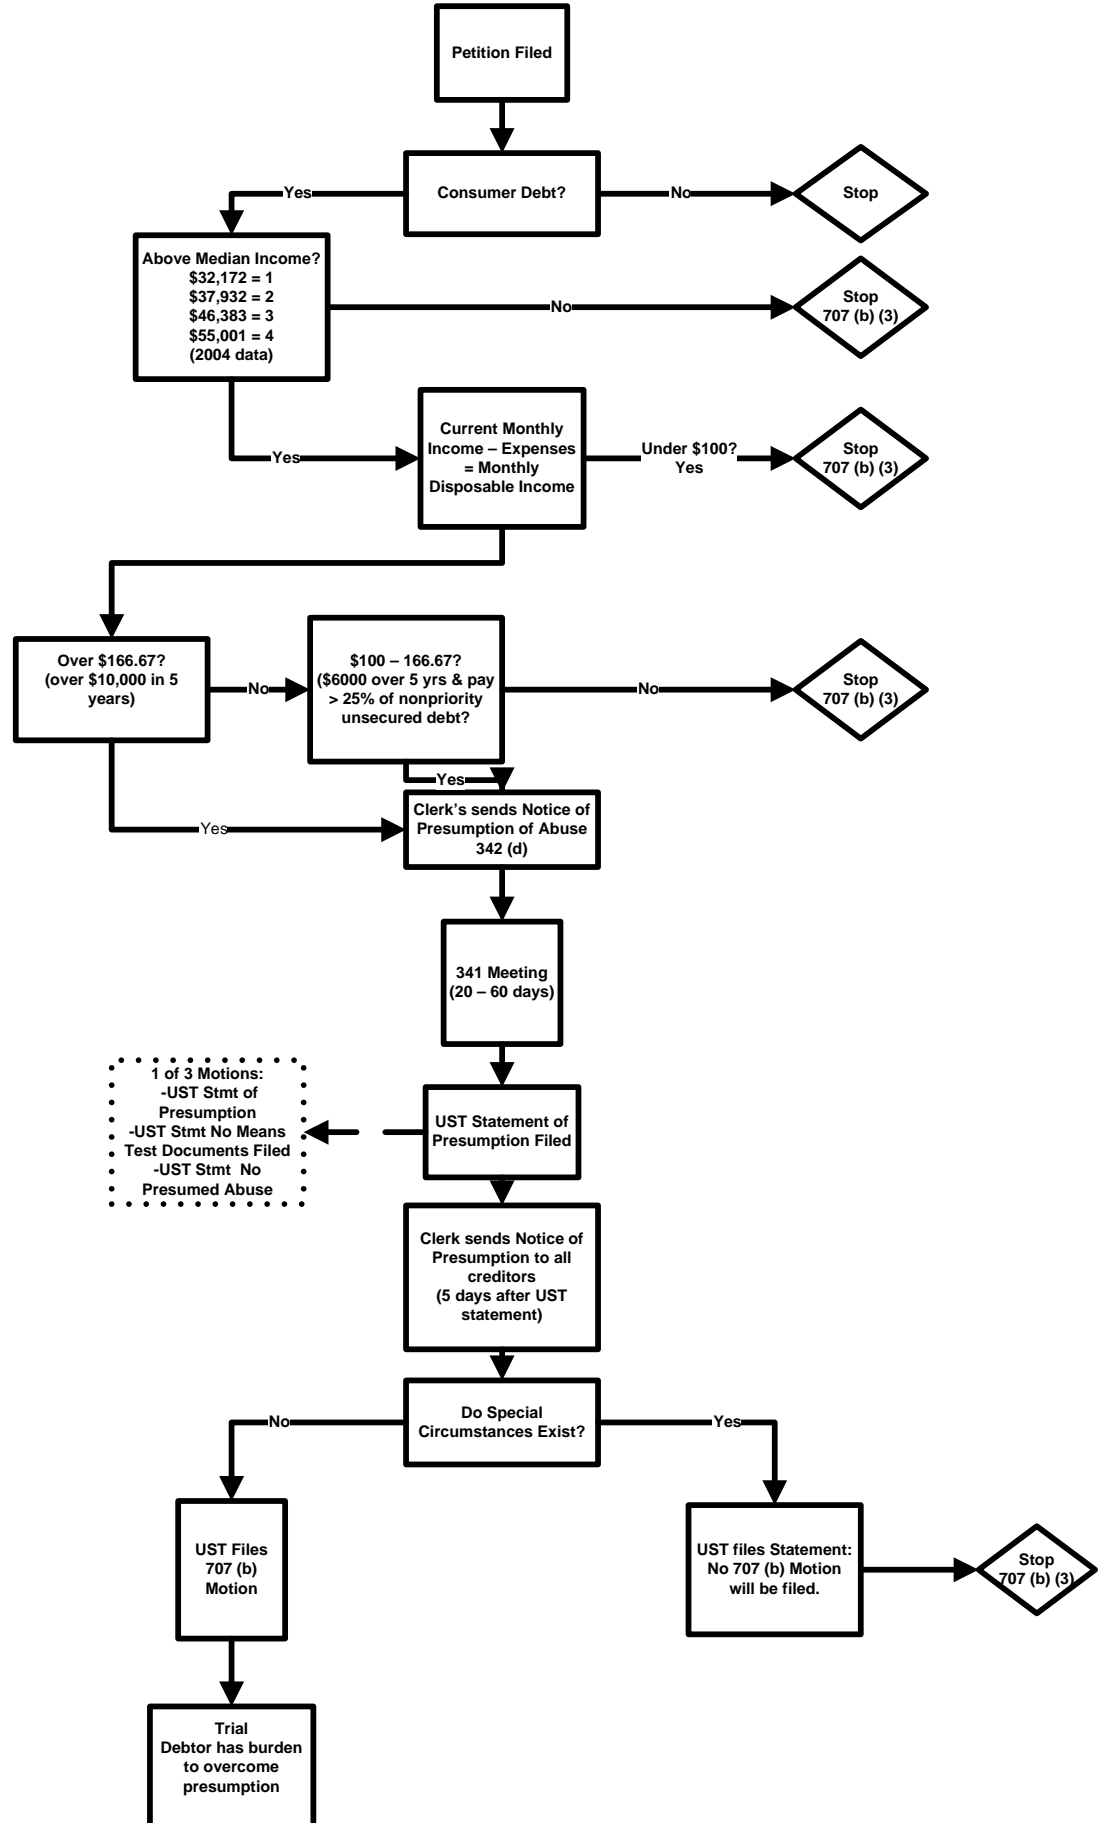 Petition Filed
Consumer Debt?
Yes
No
Stop
Above Median Income?
$32,172 = 1
$37,932 = 2
$46,383 = 3
$55,001 = 4
(2004 data)
No
Stop
707 (b) (3)
Yes
Current Monthly
Income – Expenses
= Monthly
Disposable Income
Under $100?
Yes
Stop
707 (b) (3)
Over $166.67?
(over $10,000 in 5
years)
No
$100 – 166.67?
($6000 over 5 yrs & pay
> 25% of nonpriority
unsecured debt?
No
Stop
707 (b) (3)
Yes
Yes
Clerk's sends Notice of
Presumption of Abuse
342 (d)
341 Meeting
(20 – 60 days)
1 of 3 Motions:
-UST Stmt of
Presumption
-UST Stmt No Means
Test Documents Filed
-UST Stmt  No
Presumed Abuse
UST Statement of
Presumption Filed
Clerk sends Notice of
Presumption to all
creditors
(5 days after UST
statement)
Do Special
Circumstances Exist?
No
Yes
UST Files
707 (b)
Motion
UST files Statement:
No 707 (b) Motion
will be filed.
Stop
707 (b) (3)
Trial
Debtor has burden
to overcome
presumption